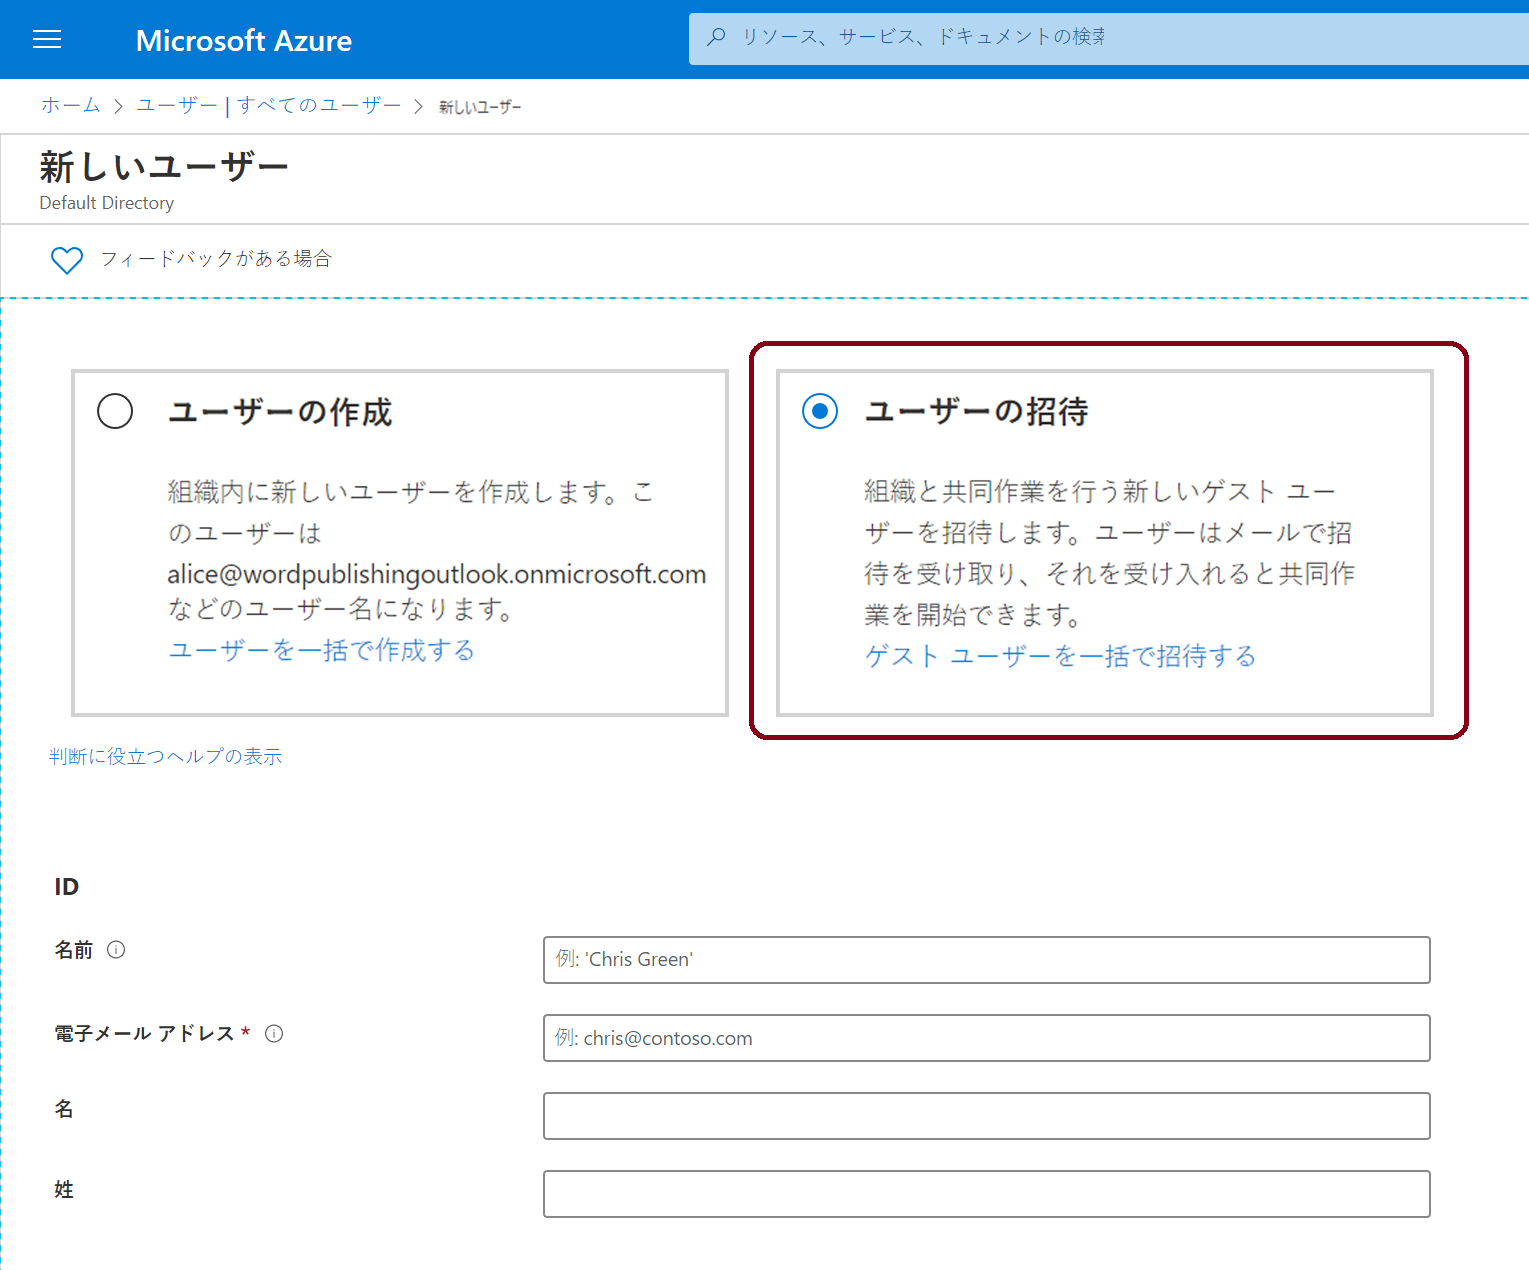 Microsoft Azure
リソース、サービス、ドキュメントの検索
ホーム > ユーザー | すべてのユーザー > 新しいユーザー
新しいユーザー
Default Directory
フィードバックがある場合
ユーザーの作成
組織内に新しいユーザーを作成します。こ
のユーザーは
alice@wordpublishingoutlook.onmicrosoft.com
などのユーザー名になります。
ユーザーを一括で作成する
ユーザーの招待
組織と共同作業を行う新しいゲスト ユー
ザーを招待します。ユーザーはメールで招
待を受け取り、それを受け入れると共同作
業を開始できます。
ゲスト ユーザーを一括で招待する
判断に役立つヘルプの表示
ID
名前
例: 'Chris Green'
電子メール アドレス *
例: chris@contoso.com
名
姓